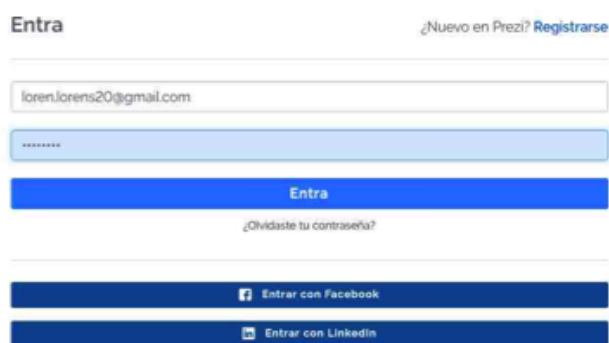 Entra
¿Nuevo en Prezi? Registrarse
loren.lorens20@gmail.com
••••••••
Entra
¿Olvidaste tu contraseña?
Entrar con Facebook
Entrar con LinkedIn